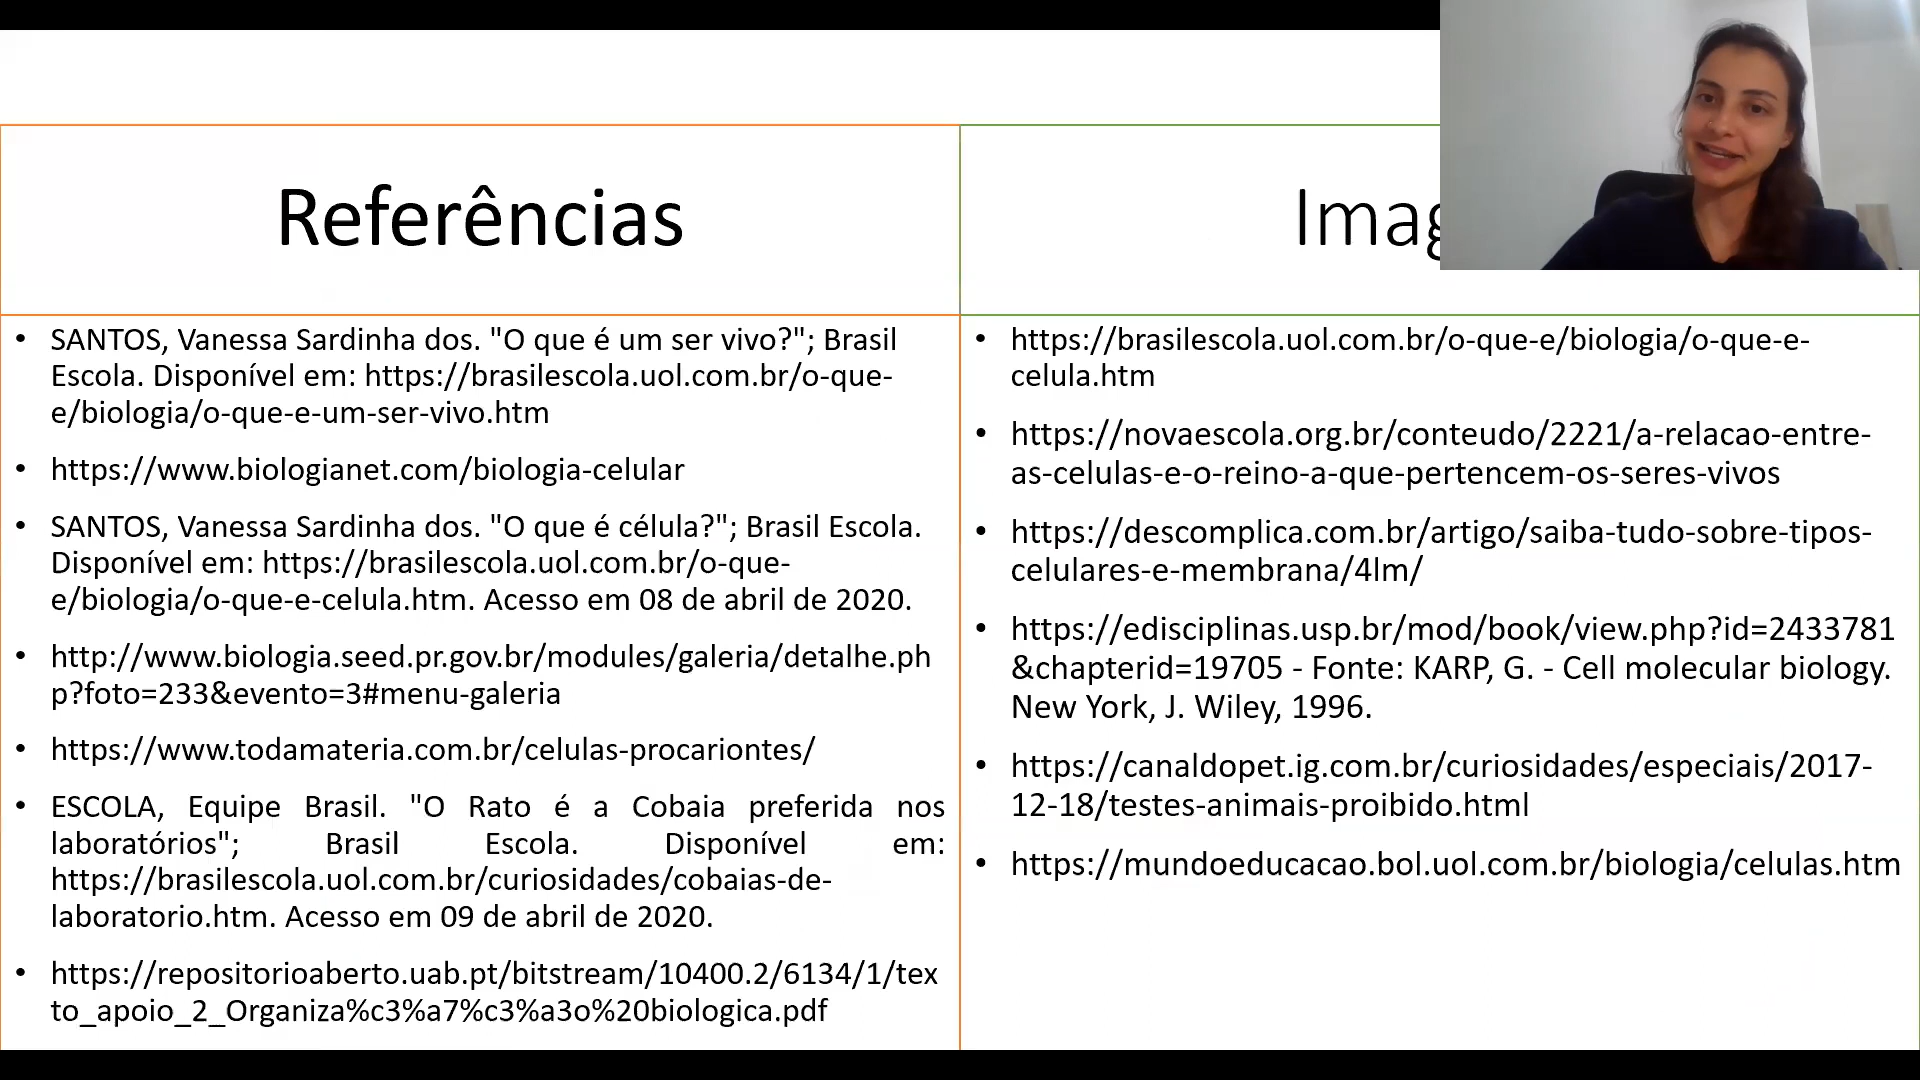 Referências
• SANTOS, Vanessa Sardinha dos. "O que é um ser vivo?"; Brasil
Escola. Disponível em: https://brasilescola.uol.com.br/o-que-
e/biologia/o-que-e-um-ser-vivo.htm
• https://www.biologianet.com/biologia-celular
• SANTOS, Vanessa Sardinha dos. "O que é célula?"; Brasil Escola.
Disponível em: https://brasilescola.uol.com.br/o-que-
e/biologia/o-que-e-celula.htm. Acesso em 08 de abril de 2020.
• http://www.biologia.seed.pr.gov.br/modules/galeria/detalhe.ph
p?foto=233&evento=3#menu-galeria
• https://www.todamateria.com.br/celulas-procariontes/
• ESCOLA, Equipe Brasil. "O Rato é a Cobaia preferida nos
laboratórios"; Brasil Escola. Disponível em:
https://brasilescola.uol.com.br/curiosidades/cobaias-de-
laboratorio.htm. Acesso em 09 de abril de 2020.
• https://repositorioaberto.uab.pt/bitstream/10400.2/6134/1/tex
to_apoio_2_Organiza%c3%a7%c3%a3o%20biologica.pdf
• https://brasilescola.uol.com.br/o-que-e/biologia/o-que-e-
celula.htm
• https://novaescola.org.br/conteudo/2221/a-relacao-entre-
as-celulas-e-o-reino-a-que-pertencem-os-seres-vivos
• https://descomplica.com.br/artigo/saiba-tudo-sobre-tipos-
celulares-e-membrana/4lm/
• https://edisciplinas.usp.br/mod/book/view.php?id=2433781
&chapterid=19705 - Fonte: KARP, G. - Cell molecular biology.
New York, J. Wiley, 1996.
• https://canaldopet.ig.com.br/curiosidades/especiais/2017-
12-18/testes-animais-proibido.html
• https://mundoeducacao.bol.uol.com.br/biologia/celulas.htm